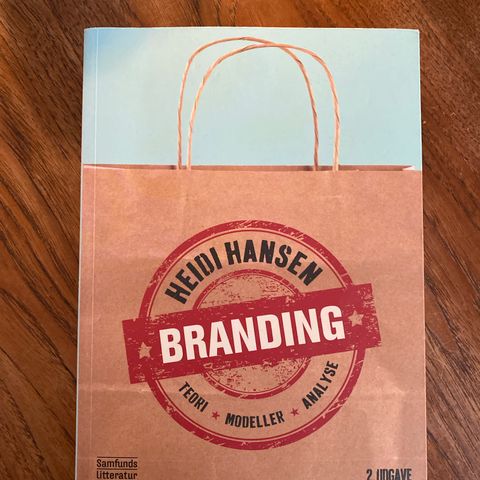 HEIDI HANSEN
BRANDING
TEORI ★ MODELLER ★ ANALYSE
Samfunds
litteratur
2. UDGAVE